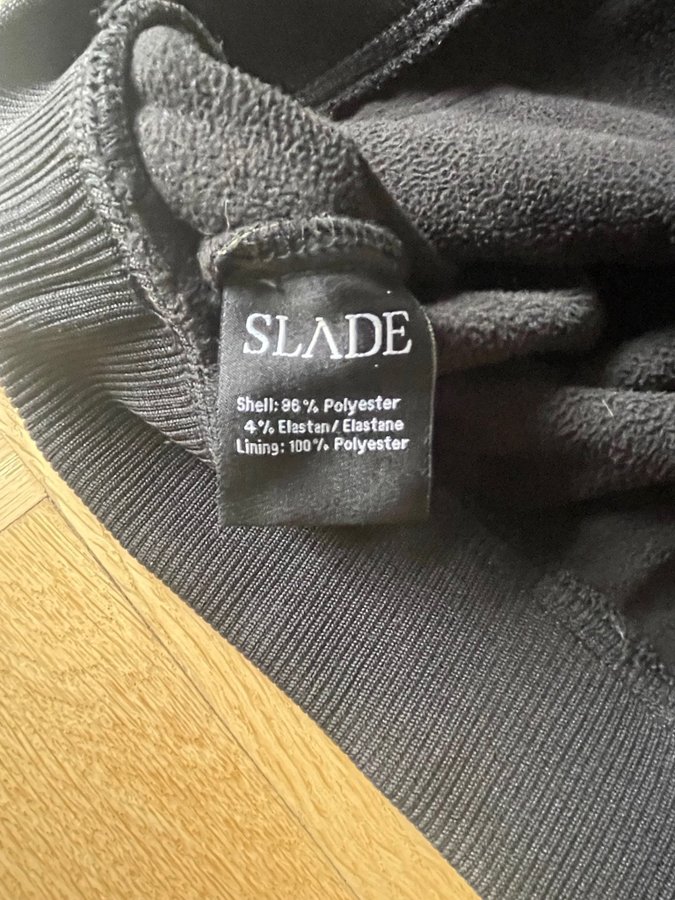 SLADE
Shell: 96% Polyester
4% Elastan/Elastane
Lining: 100% Polyester